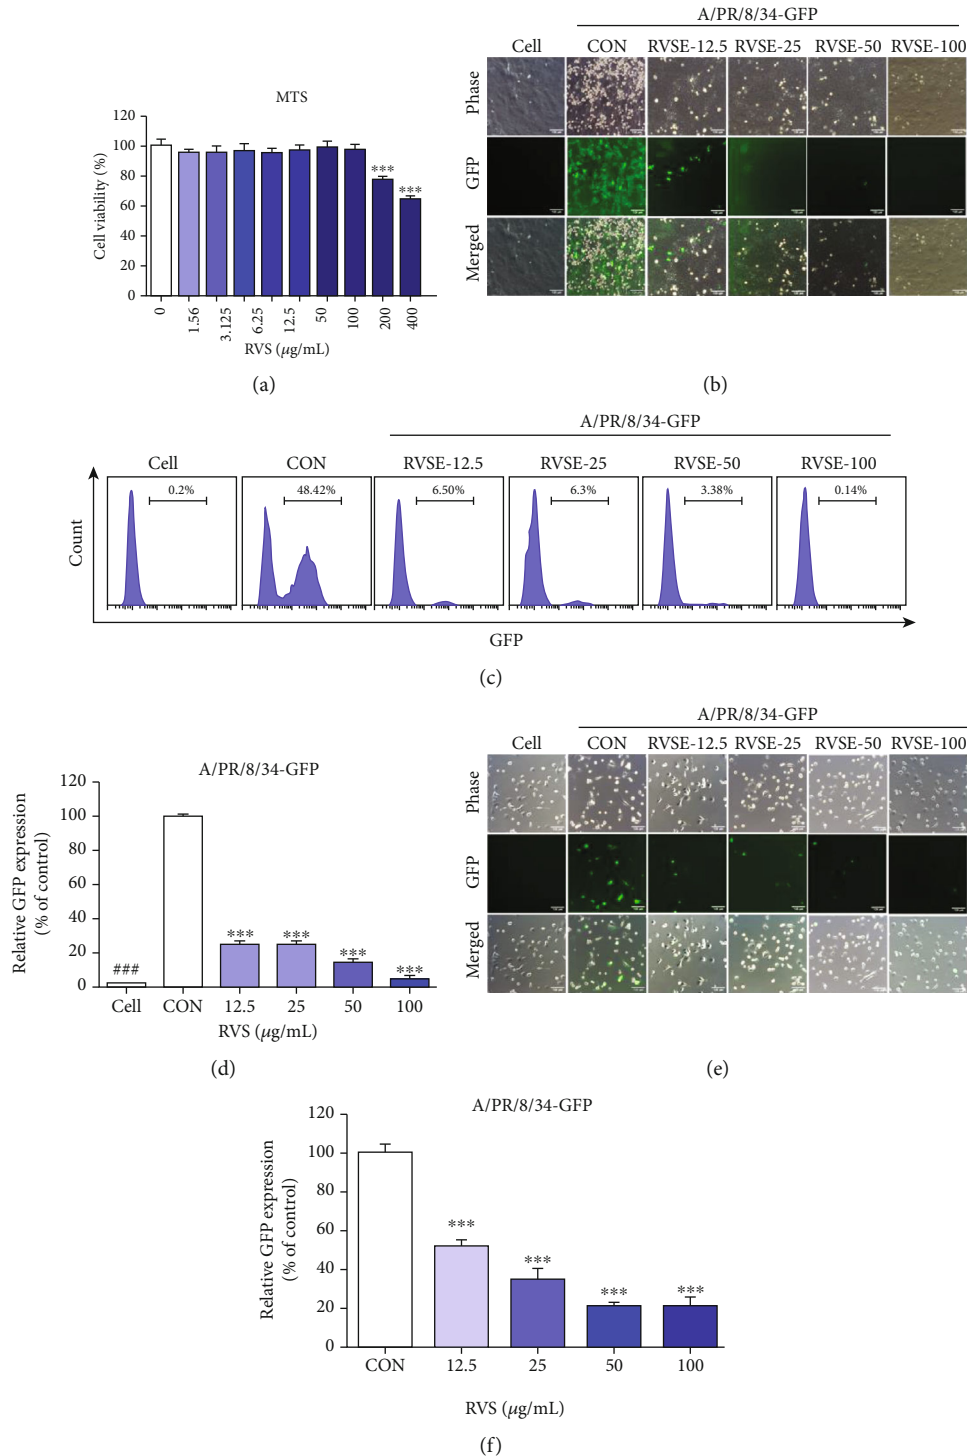 MTS
120
100
80
60
40
20
0
Cell viability (%)
***
***
0
1.56
3.125
6.25
12.5
50
100
200
400
RVS (μg/mL)
(a)
A/PR/8/34-GFP
Cell CON RVSE-12.5 RVSE-25 RVSE-50 RVSE-100
Phase
GFP
Merged
(b)
A/PR/8/34-GFP
Cell CON RVSE-12.5 RVSE-25 RVSE-50 RVSE-100
0.2% 48.42% 6.50% 6.3% 3.38% 0.14%
Count
GFP
(c)
A/PR/8/34-GFP
120
100
80
60
40
20
0
Relative GFP expression
(% of control)
###
***
***
***
***
Cell CON 12.5 25 50 100
RVS (μg/mL)
(d)
A/PR/8/34-GFP
Cell CON RVSE-12.5 RVSE-25 RVSE-50 RVSE-100
Phase
GFP
Merged
(e)
A/PR/8/34-GFP
120
100
80
60
40
20
0
Relative GFP expression
(% of control)
***
***
***
***
CON 12.5 25 50 100
RVS (μg/mL)
(f)